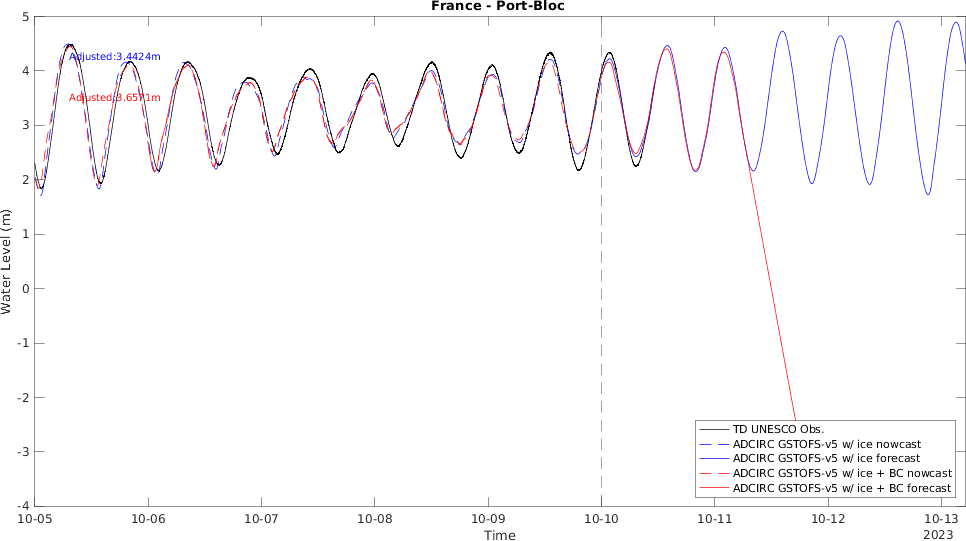 France - Port-Bloc
5
4
3
2
1
0
-1
-2
-3
-4
Water Level (m)
Adjusted:3.4424m
Adjusted:3.6571m
TD UNESCO Obs.
ADCIRC GSTOFS-v5 w/ ice nowcast
ADCIRC GSTOFS-v5 w/ ice forecast
ADCIRC GSTOFS-v5 w/ ice + BC nowcast
ADCIRC GSTOFS-v5 w/ ice + BC forecast
10-05 10-06 10-07 10-08 10-09 10-10 10-11 10-12 10-13
Time
2023